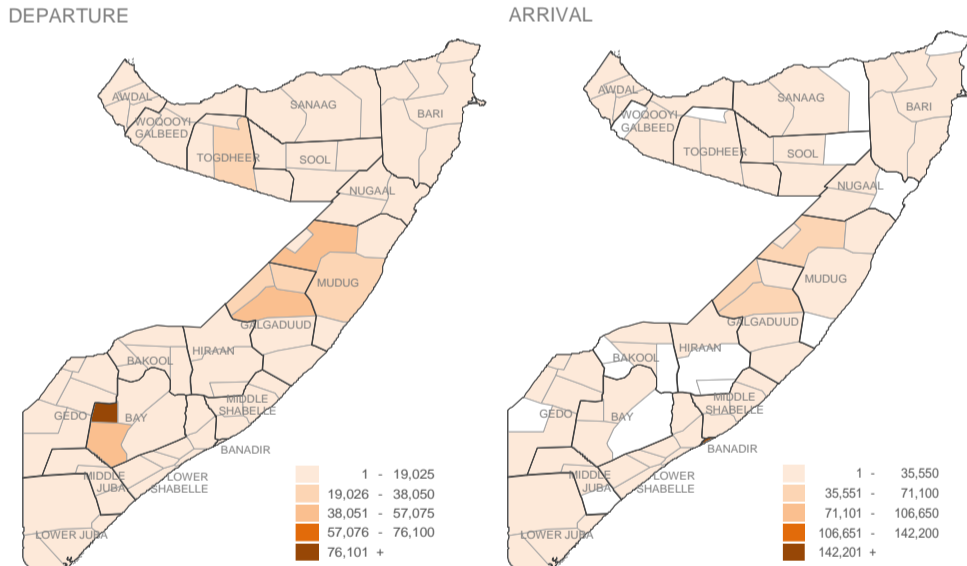 DEPARTURE
AWDAL
WOQOOYI
GALBEED
TOGDHEER
SANAAG
SOOL
BARI
NUGAAL
MUDUG
GALGADUUD
HIRAAN
BAKOOL
GEDO
BAY
MIDDLE
SHABELLE
BANADIR
MIDDLE
JUBA
LOWER
SHABELLE
LOWER JUBA
1 - 19,025
19,026 - 38,050
38,051 - 57,075
57,076 - 76,100
76,101 +
ARRIVAL
AWDAL
WOQOOYI
GALBEED
TOGDHEER
SANAAG
SOOL
BARI
NUGAAL
MUDUG
GALGADUUD
HIRAAN
BAKOOL
GEDO
BAY
MIDDLE
SHABELLE
BANADIR
MIDDLE
JUBA
LOWER
SHABELLE
LOWER JUBA
1 - 35,550
35,551 - 71,100
71,101 - 106,650
106,651 - 142,200
142,201 +